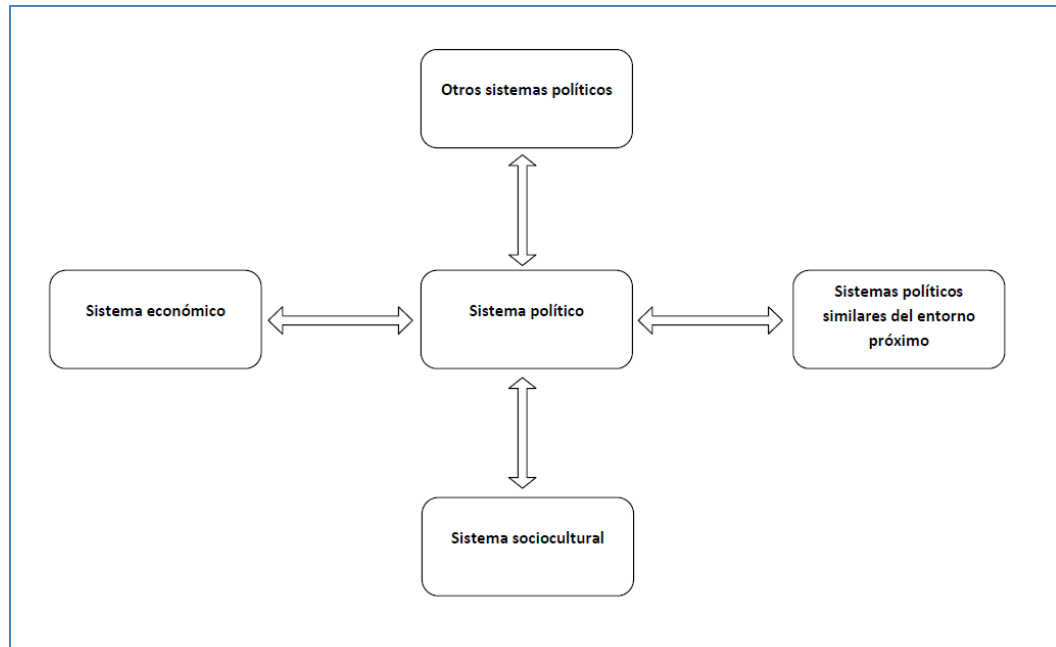 Otros sistemas políticos
Sistema económico
Sistema político
Sistemas políticos
similares del entorno
próximo
Sistema sociocultural